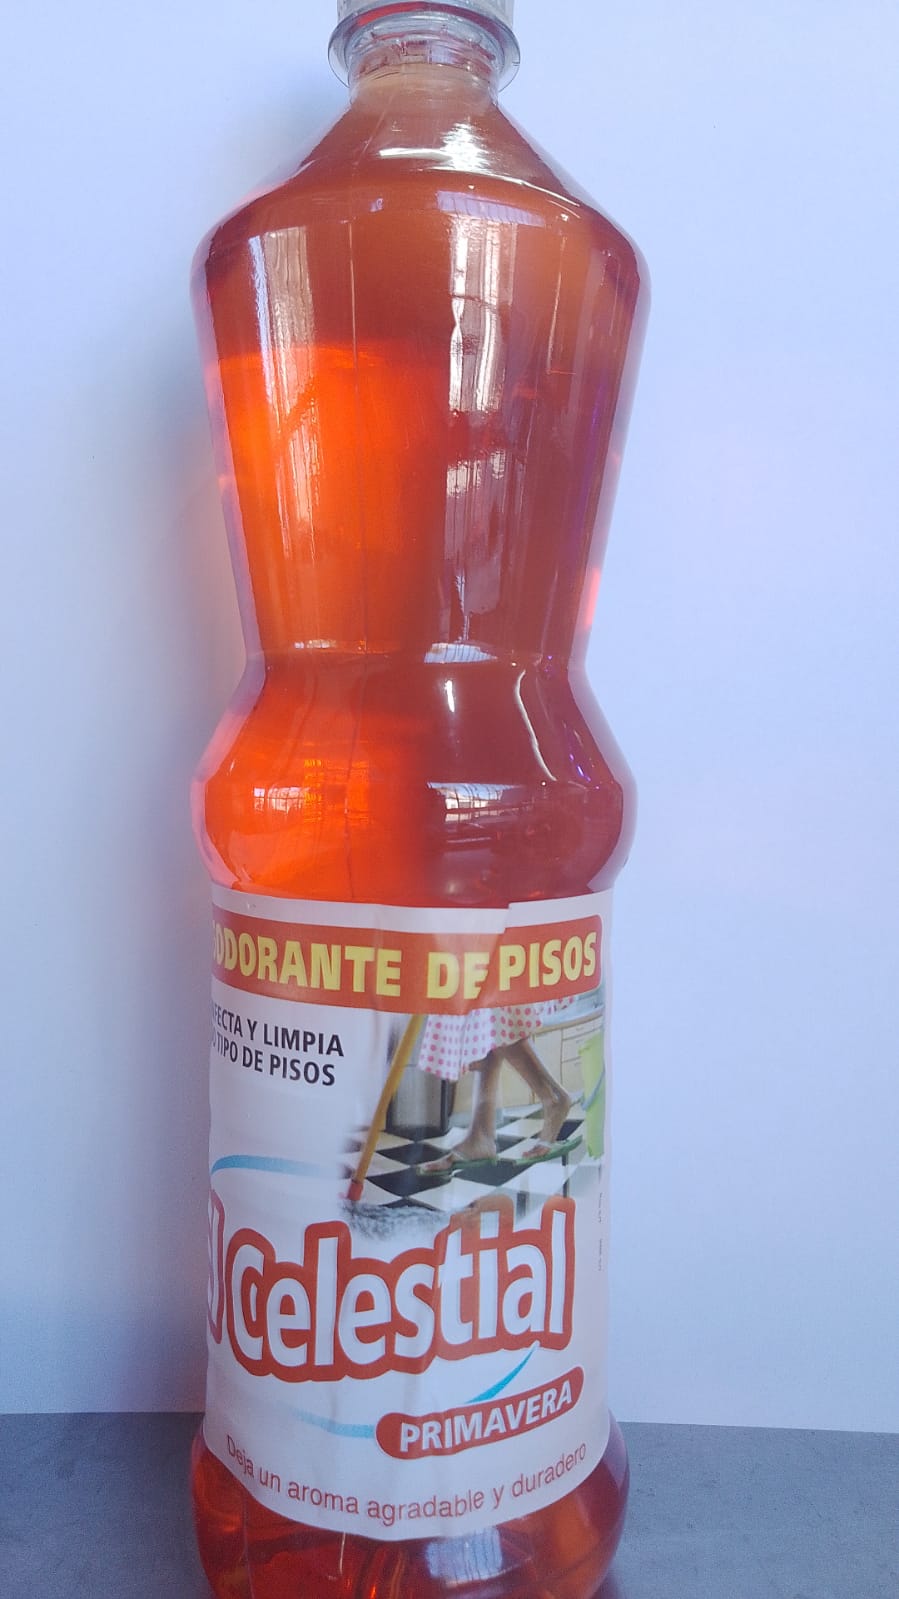 ODORANTE DE PISOS
FECTA Y LIMPIA
TIPO DE PISOS
Celestial
PRIMAVERA
Deja un aroma agradable y duradero